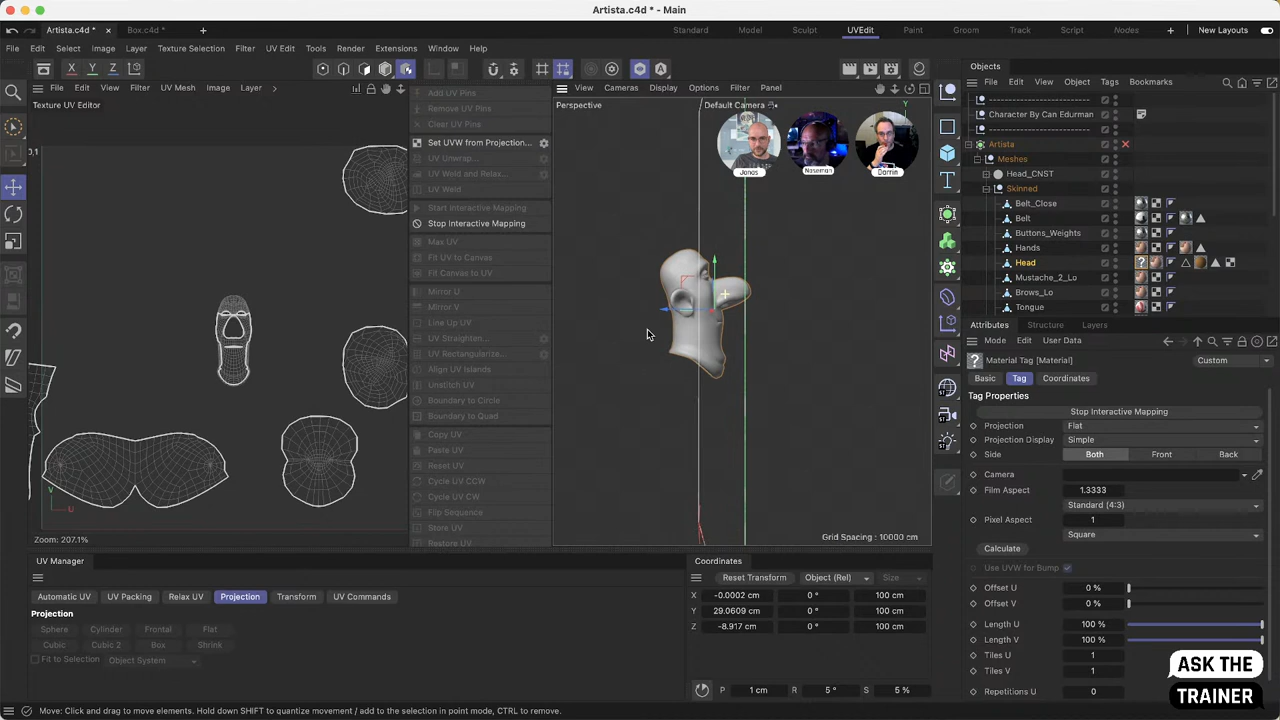 Artista.c4d * - Main
Artista.c4d * × Box.c4d * • +
Standard Model Sculpt UVEdit Paint Groom Track Script Nodes + New Layouts
File Edit Select Image Layer Texture Selection Filter UV Edit Tools Render Extensions Window Help
X Y Z
Objects
File Edit View Object Tags Bookmarks
File Edit View Filter UV Mesh Image Layer >
Texture UV Editor
0,1
U
V
Zoom: 207.1%
Add UV Pins
Remove UV Pins
Clear UV Pins
Set UVW from Projection...
UV Unwrap...
UV Weld and Relax...
UV Weld
Start Interactive Mapping
Stop Interactive Mapping
Max UV
Fit UV to Canvas
Fit Canvas to UV
Mirror U
Mirror V
Line Up UV
UV Straighten...
UV Rectangularize...
Align UV Islands
Unstitch UV
Boundary to Circle
Boundary to Quad
Copy UV
Paste UV
Reset UV
Cycle UV CCW
Cycle UV CW
Flip Sequence
Store UV
Restore UV
View Cameras Display Options Filter Panel
Perspective
Default Camera
Y
Jonas
Noseman
Darrin
Grid Spacing : 10000 cm
Character By Can Edurman
Artista
Meshes
Head_CNST
Skinned
Belt_Close
Belt
Buttons_Weights
Hands
Head
Mustache_2_Lo
Brows_Lo
Tongue
Attributes Structure Layers
Mode Edit User Data
Material Tag [Material] Custom
Basic Tag Coordinates
Tag Properties
Stop Interactive Mapping
Projection Flat
Projection Display Simple
Side Both Front Back
Camera
Film Aspect 1.3333
Standard (4:3)
Pixel Aspect 1
Square
Calculate
Use UVW for Bump
Offset U 0 %
Offset V 0 %
Length U 100 %
Length V 100 %
Tiles U 1
Tiles V 1
Repetitions U 0
UV Manager
Automatic UV UV Packing Relax UV Projection Transform UV Commands
Projection
Sphere Cylinder Frontal Flat
Cubic Cubic 2 Box Shrink
Fit to Selection Object System
Coordinates
Reset Transform Object (Rel) Size
X -0.0002 cm 0 ° 100 cm
Y 29.0609 cm 0 ° 100 cm
Z -8.917 cm 0 ° 100 cm
P 1 cm R 5 ° S 5 %
ASK THE
TRAINER
Move: Click and drag to move elements. Hold down SHIFT to quantize movement / add to the selection in point mode, CTRL to remove.